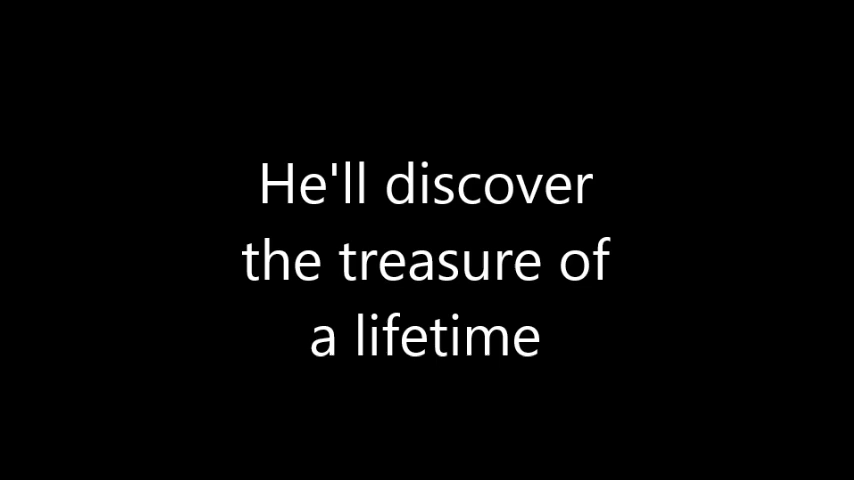 He'll discover
the treasure of
a lifetime